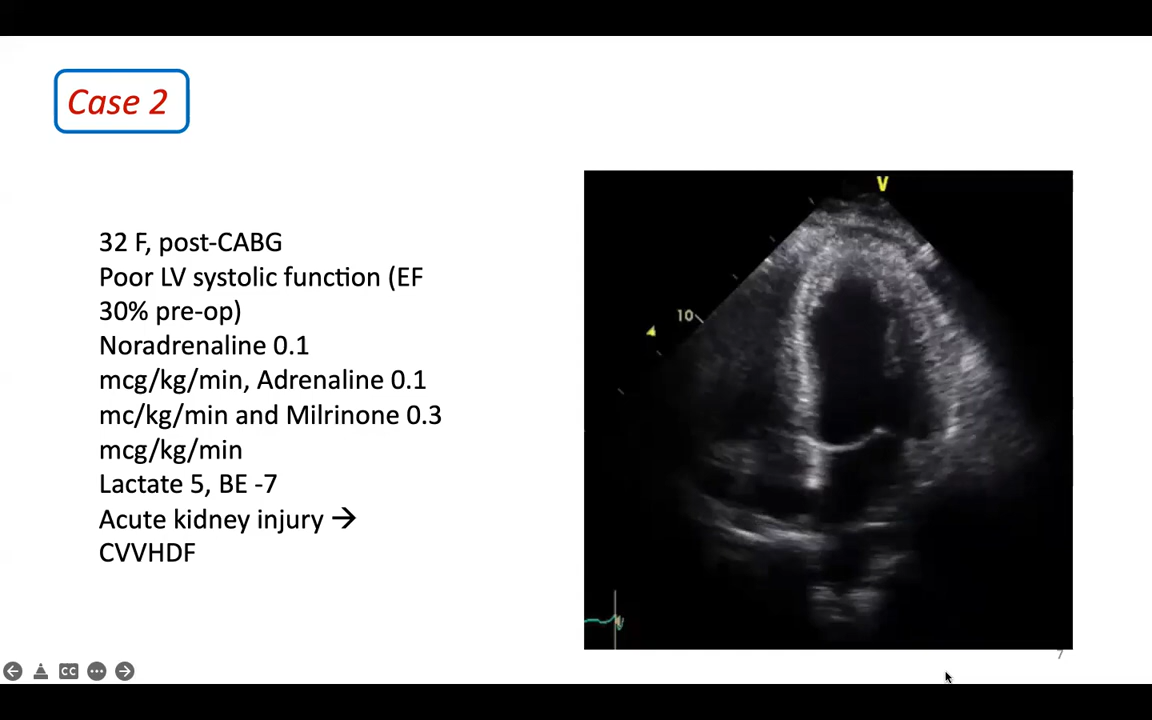 Case 2
32 F, post-CABG
Poor LV systolic function (EF
30% pre-op)
Noradrenaline 0.1
mcg/kg/min, Adrenaline 0.1
mc/kg/min and Milrinone 0.3
mcg/kg/min
Lactate 5, BE -7
Acute kidney injury →
CVVHDF
V
10
7
CC